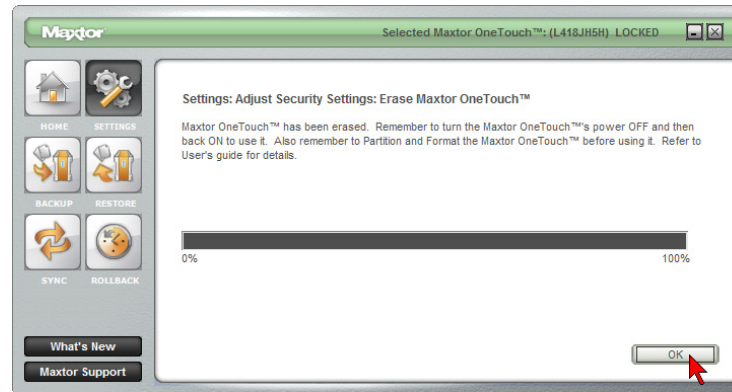 Maxtor
Selected Maxtor OneTouch™: (L418JH5H) LOCKED
HOME SETTINGS
BACKUP RESTORE
SYNC ROLLBACK
What's New
Maxtor Support
Settings: Adjust Security Settings: Erase Maxtor OneTouch™
Maxtor OneTouch™ has been erased. Remember to turn the Maxtor OneTouch™'s power OFF and then
back ON to use it. Also remember to Partition and Format the Maxtor OneTouch™ before using it. Refer to
User's guide for details.
0% 100%
OK